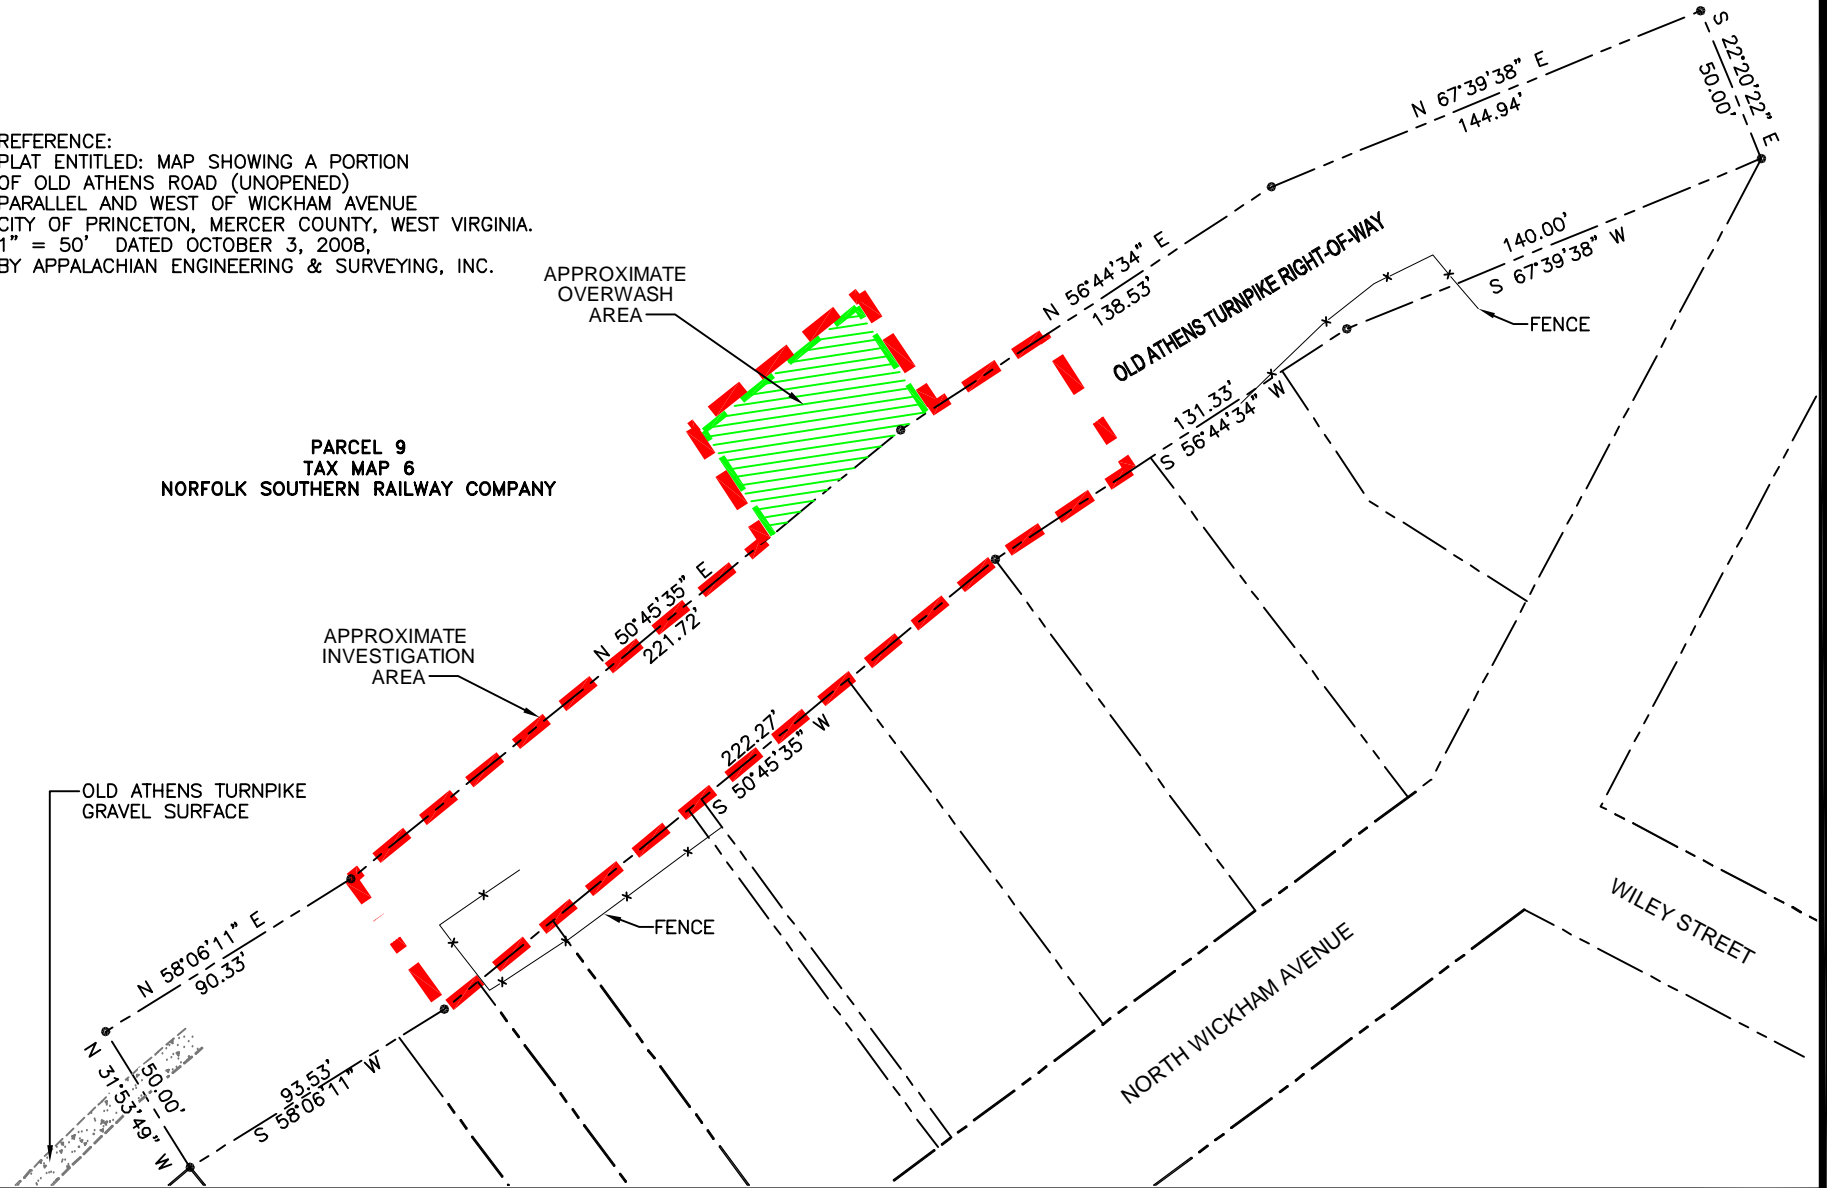 REFERENCE:
PLAT ENTITLED: MAP SHOWING A PORTION
OF OLD ATHENS ROAD (UNOPENED)
PARALLEL AND WEST OF WICKHAM AVENUE
CITY OF PRINCETON, MERCER COUNTY, WEST VIRGINIA.
1" = 50' DATED OCTOBER 3, 2008,
BY APPALACHIAN ENGINEERING & SURVEYING, INC.
N 67°39'38" E
144.94'
S 22°20'22" E
50.00'
140.00'
S 67°39'38" W
FENCE
OLD ATHENS TURNPIKE RIGHT-OF-WAY
N 56°44'34" E
138.53'
APPROXIMATE
OVERWASH
AREA
131.33'
S 56°44'34" W
PARCEL 9
TAX MAP 6
NORFOLK SOUTHERN RAILWAY COMPANY
N 50°45'35" E
221.72'
APPROXIMATE
INVESTIGATION
AREA
222.27'
S 50°45'35" W
OLD ATHENS TURNPIKE
GRAVEL SURFACE
FENCE
N 58°06'11" E
90.33'
N 31°53'49" W
50.00'
93.53'
S 58°06'11" W
NORTH WICKHAM AVENUE
WILEY STREET